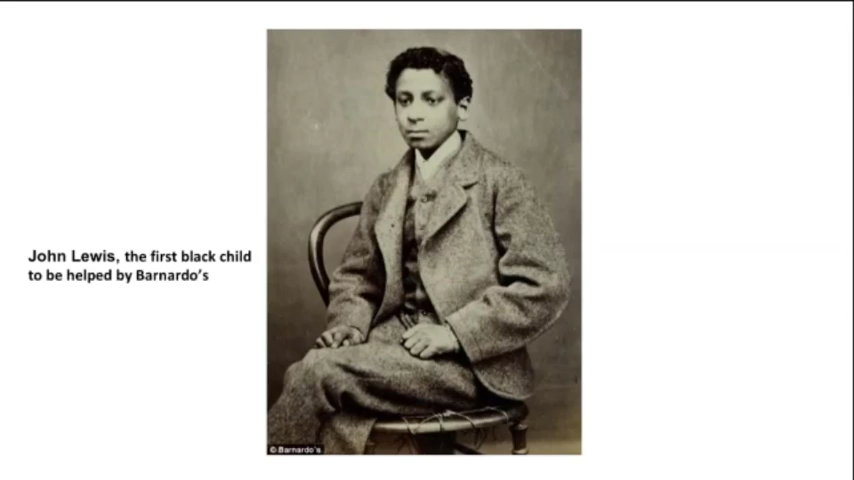 John Lewis, the first black child
to be helped by Barnardo's
© Barnardo's